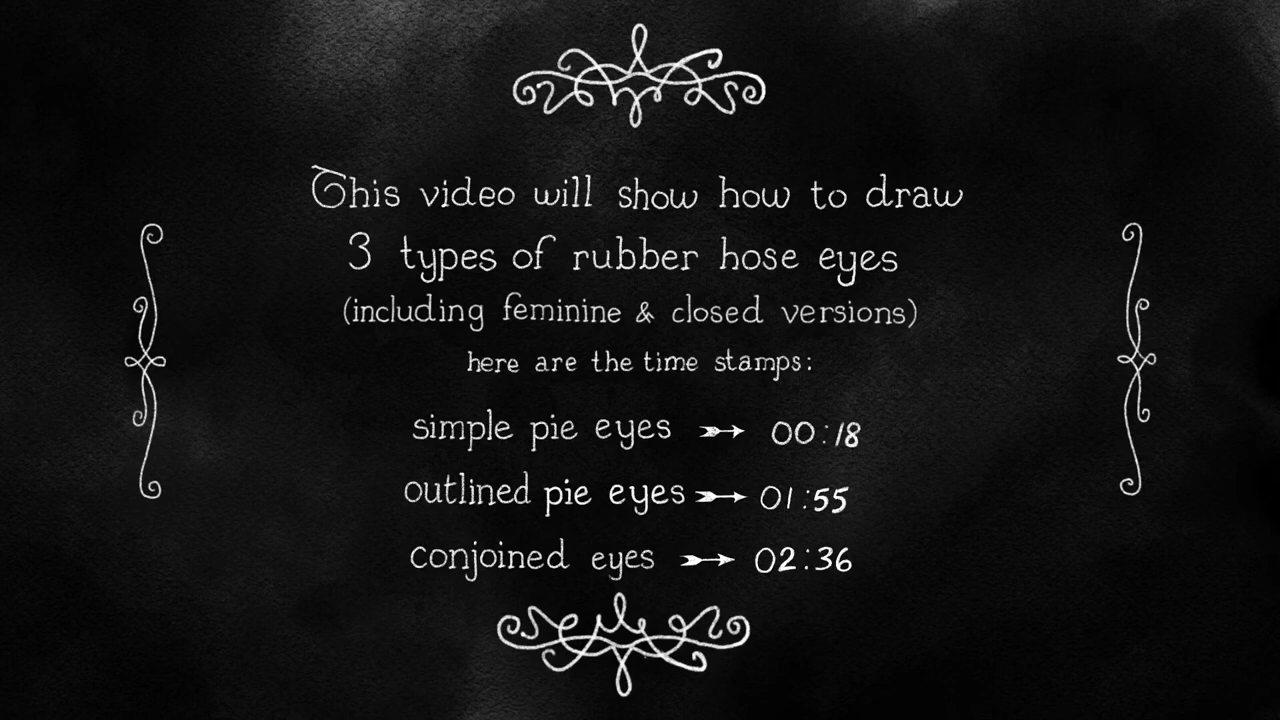 This video will show how to draw
3 types of rubber hose eyes
(including feminine & closed versions)
here are the time stamps:
simple pie eyes ➳ 00:18
outlined pie eyes ➳ 01:55
conjoined eyes ➳ 02:36